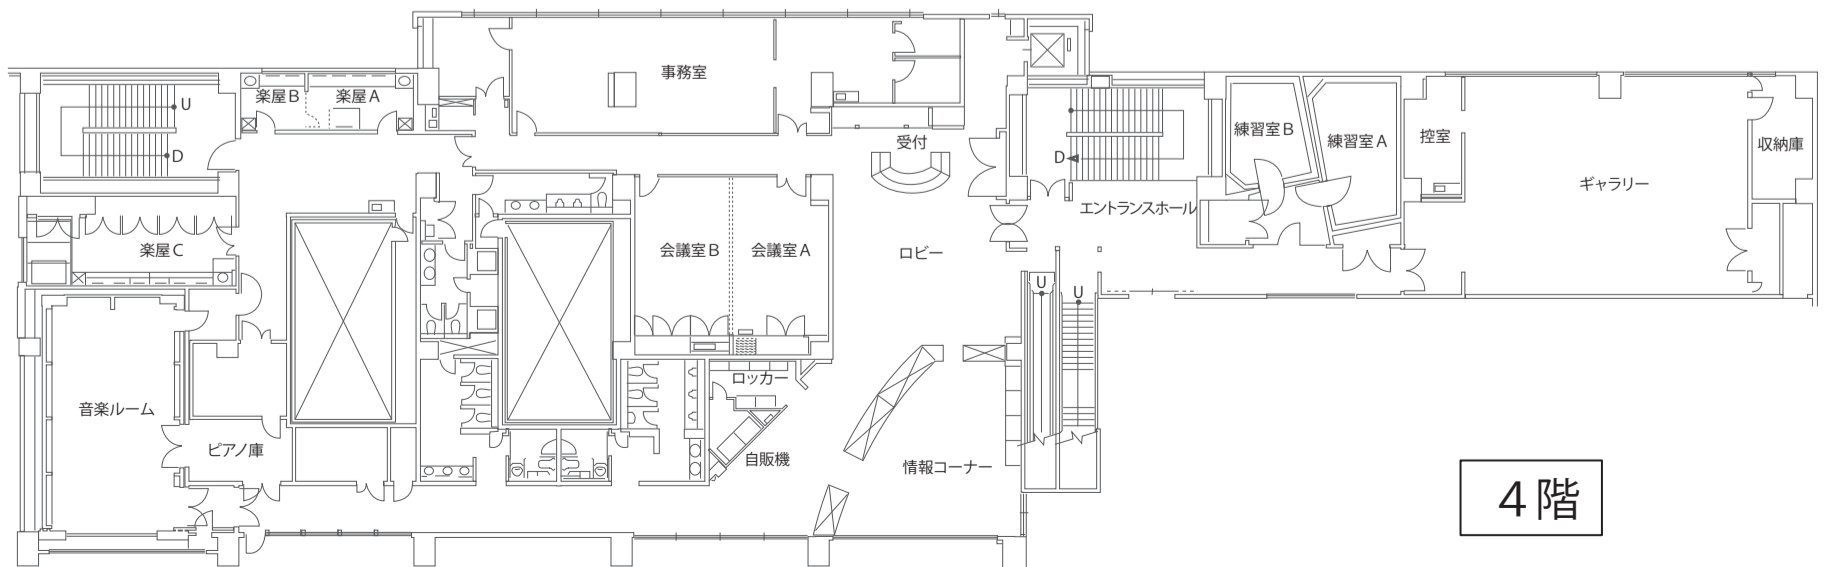 事務室
楽屋B
楽屋A
U
D
受付
練習室B
練習室A
控室
収納庫
D
ギャラリー
エントランスホール
楽屋C
会議室B
会議室A
ロビー
U
U
ロッカー
音楽ルーム
ピアノ庫
自販機
情報コーナー
4階